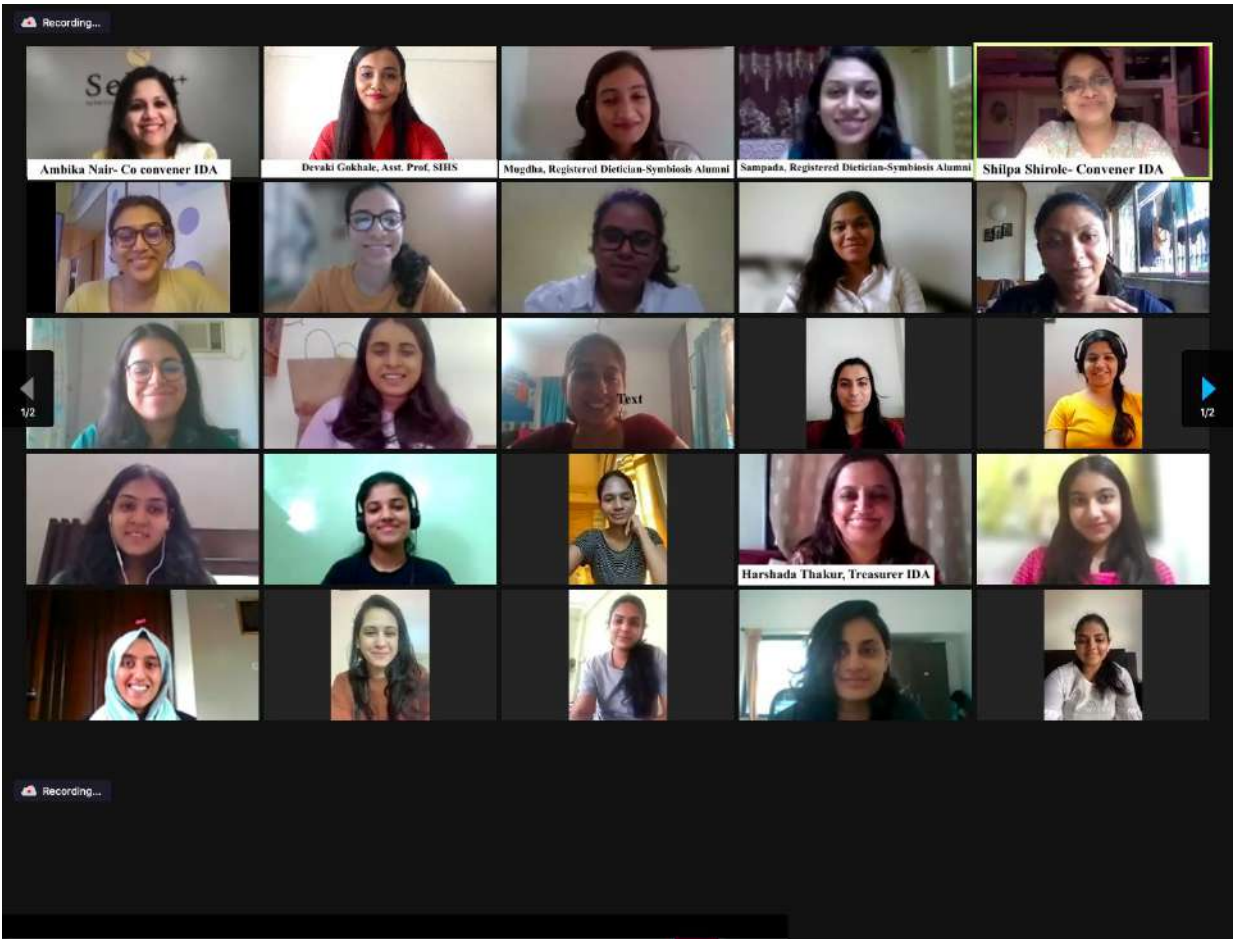 Recording...
Se
Ambika Nair- Co convener IDA
Devaki Gokhale, Asst. Prof, SIHS
Mugdha, Registered Dietician-Symbiosis Alumni
Sampada, Registered Dietician-Symbiosis Alumni
Shilpa Shirole- Convener IDA
Text
1/2
1/2
Harshada Thakur, Treasurer IDA
Recording...